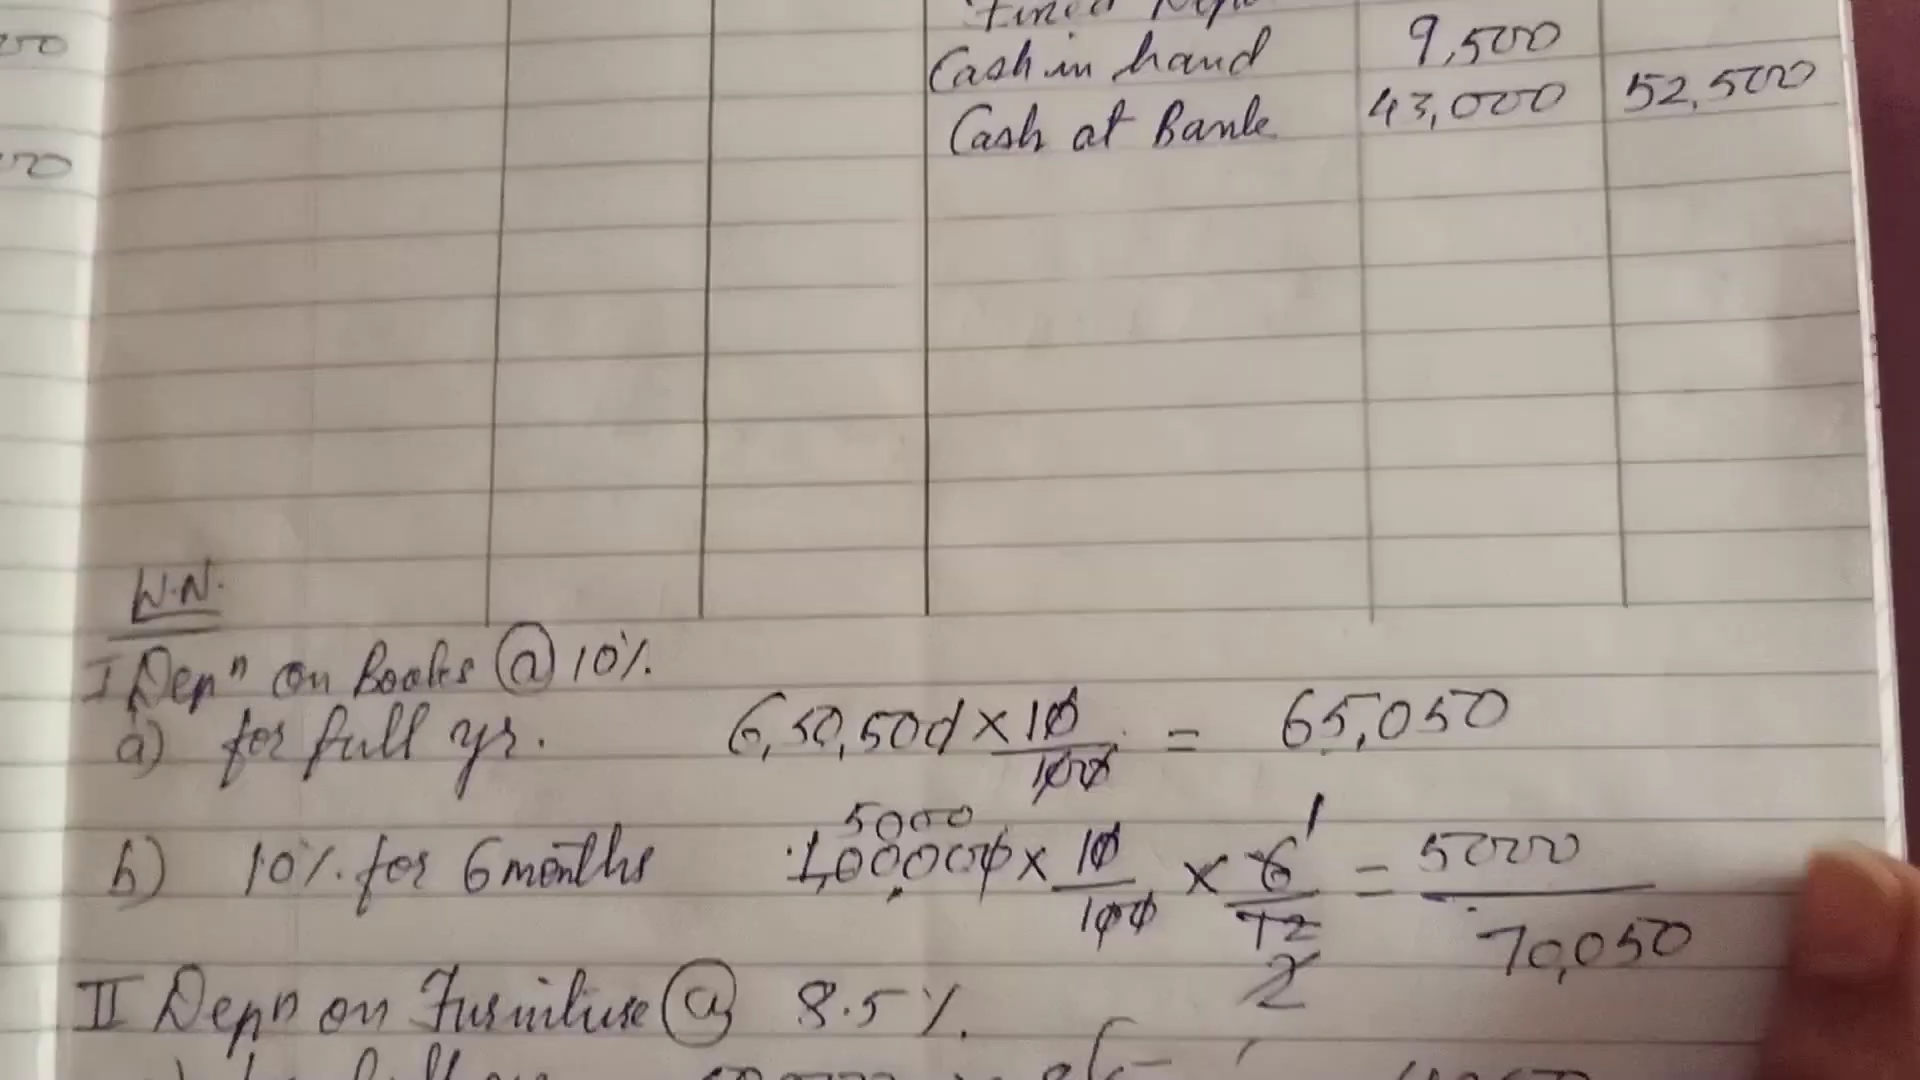 Cash in hand 9,500
Cash at Bank 43,000 52,500
W.N.
I Depn on Books @ 10%.
a) for full yr. 6,50,500 × 10/100 = 65,050
5000 1
b) 10%. for 6 months 1,00,000 × 10/100 × 6/12 = 5000
2 70,050
II Depn on Furniture @ 8.5%.